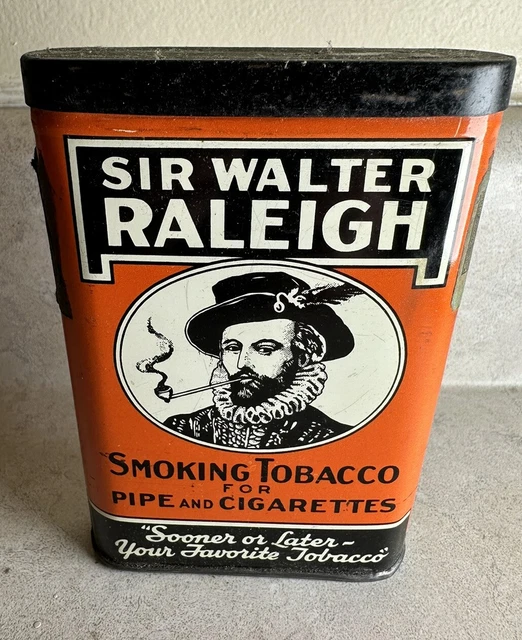 SIR WALTER
RALEIGH
SMOKING TOBACCO
FOR
PIPE AND CIGARETTES
"Sooner or Later -
Your Favorite Tobacco"